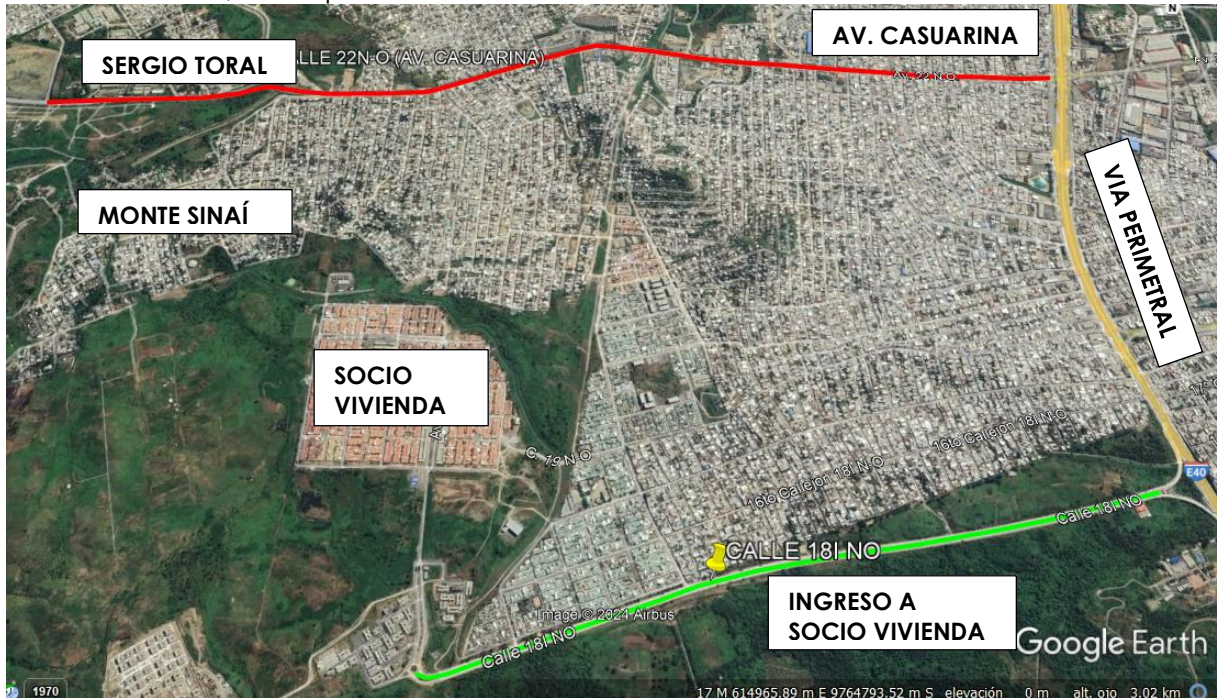 N
AV. CASUARINA
SERGIO TORAL
ALLE 22N-O (AV. CASUARINA)
Av. 22 N-O
VIA PERIMETRAL
MONTE SINAÍ
SOCIO
VIVIENDA
C. 19 N-O
16to Callejon 18I N-O
16to Callejon 18I N-O
E40
Calle 18I NO
CALLE 18I NO
INGRESO A
SOCIO VIVIENDA
Image © 2024 Airbus
Calle 18I NO
Google Earth
1970
17 M 614965.89 m E 9764793.52 m S elevación 0 m alt. ojo 3.02 km